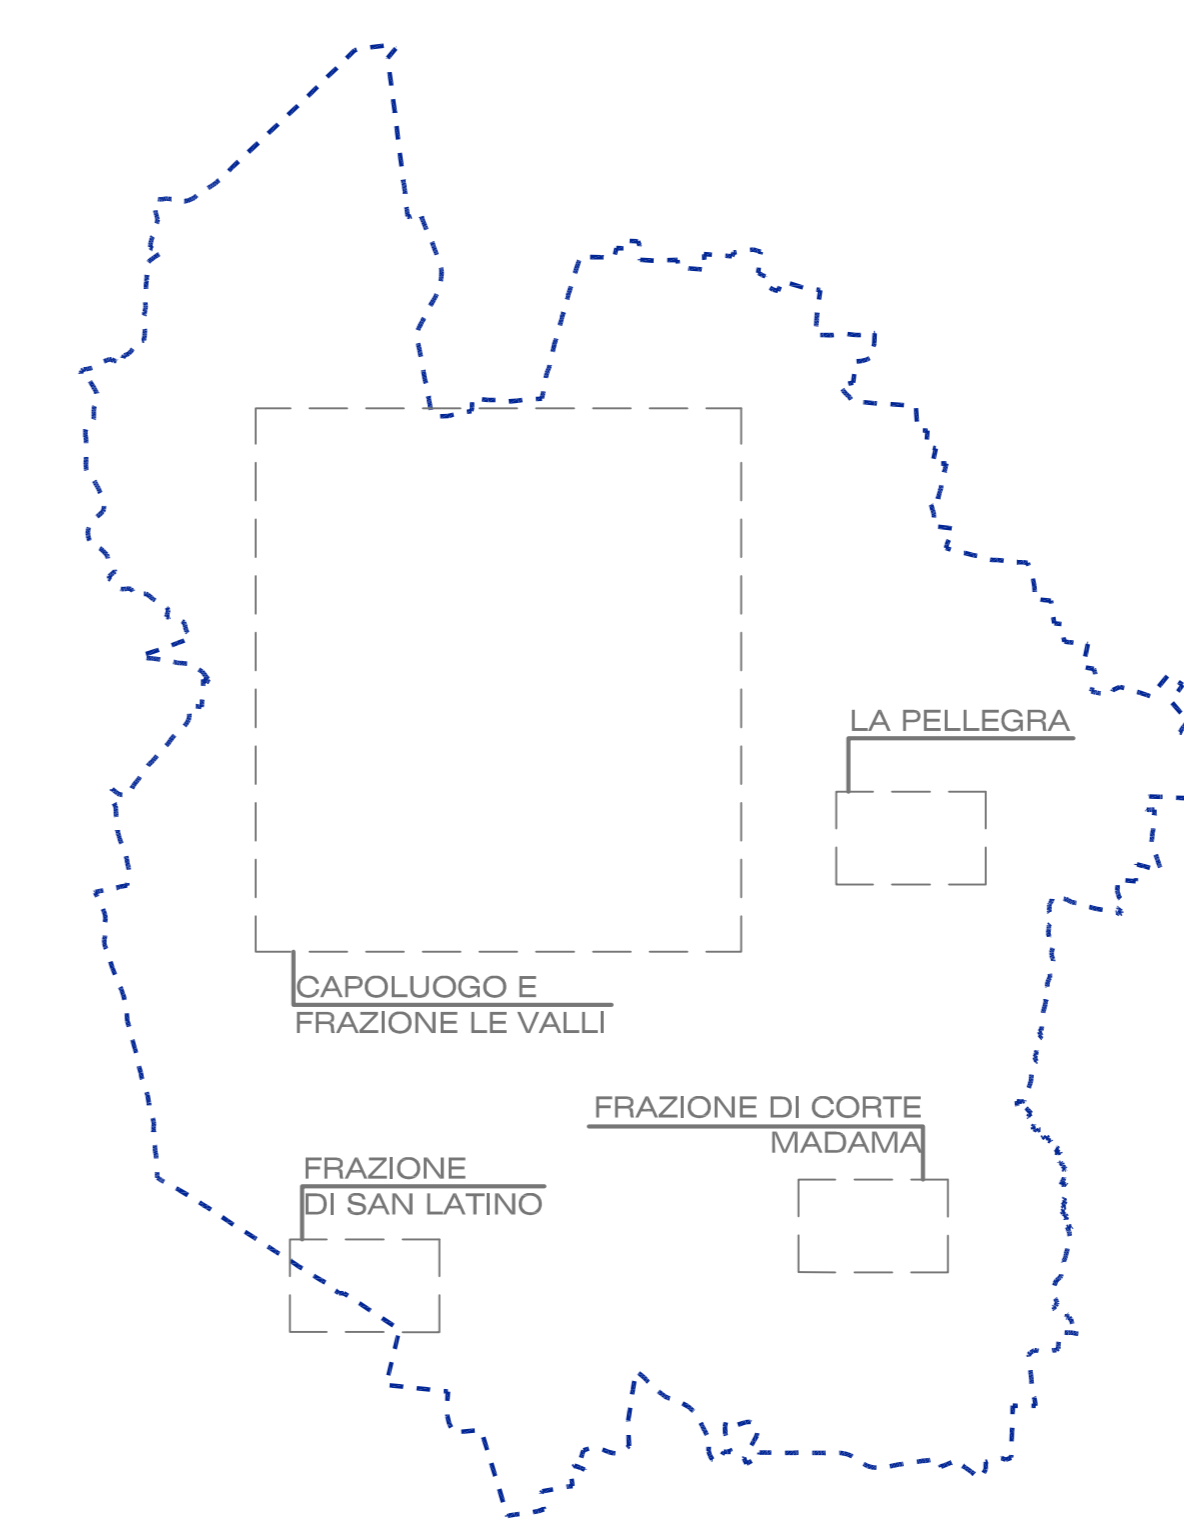 LA PELLEGRA
CAPOLUOGO E
FRAZIONE LE VALLI
FRAZIONE DI CORTE
MADAMA
FRAZIONE
DI SAN LATINO